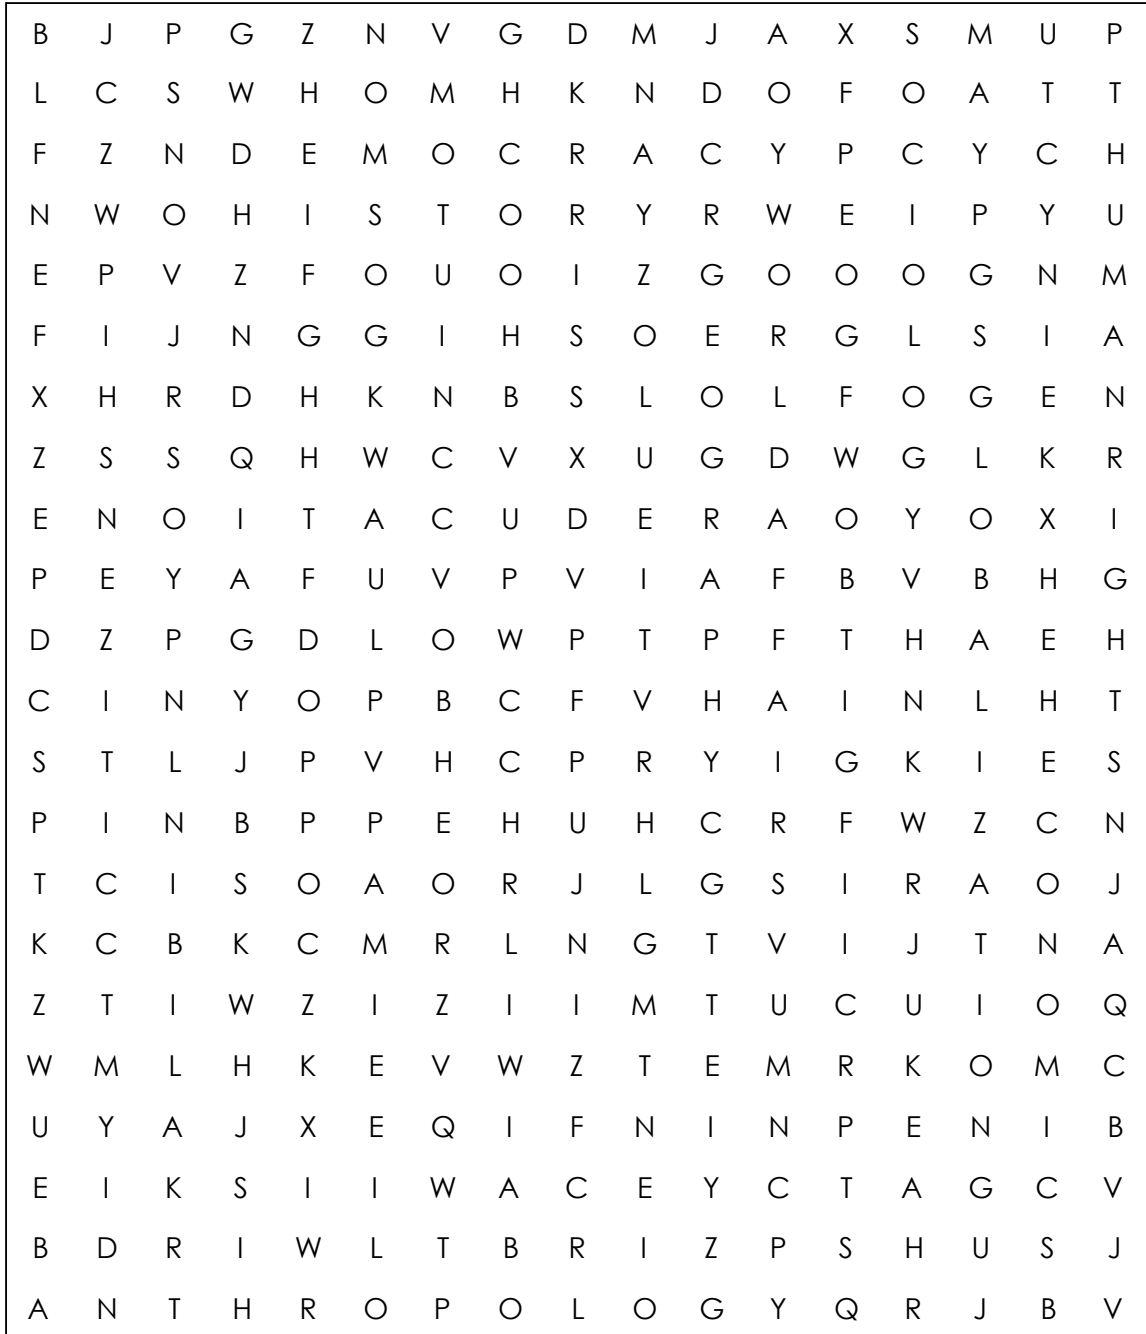 B J P G Z N V G D M J A X S M U P
L C S W H O M H K N D O F O A T T
F Z N D E M O C R A C Y P C Y C H
N W O H I S T O R Y R W E I P Y U
E P V Z F O U O I Z G O O O G N M
F I J N G G I H S O E R G L S I A
X H R D H K N B S L O L F O G E N
Z S S Q H W C V X U G D W G L K R
E N O I T A C U D E R A O Y O X I
P E Y A F U V P V I A F B V B H G
D Z P G D L O W P T P F T H A E H
C I N Y O P B C F V H A I N L H T
S T L J P V H C P R Y I G K I E S
P I N B P P E H U H C R F W Z C N
T C I S O A O R J L G S I R A O J
K C B K C M R L N G T V I J T N A
Z T I W Z I Z I I M T U C U I O Q
W M L H K E V W Z T E M R K O M C
U Y A J X E Q I F N I N P E N I B
E I K S I I W A C E Y C T A G C V
B D R I W L T B R I Z P S H U S J
A N T H R O P O L O G Y Q R J B V